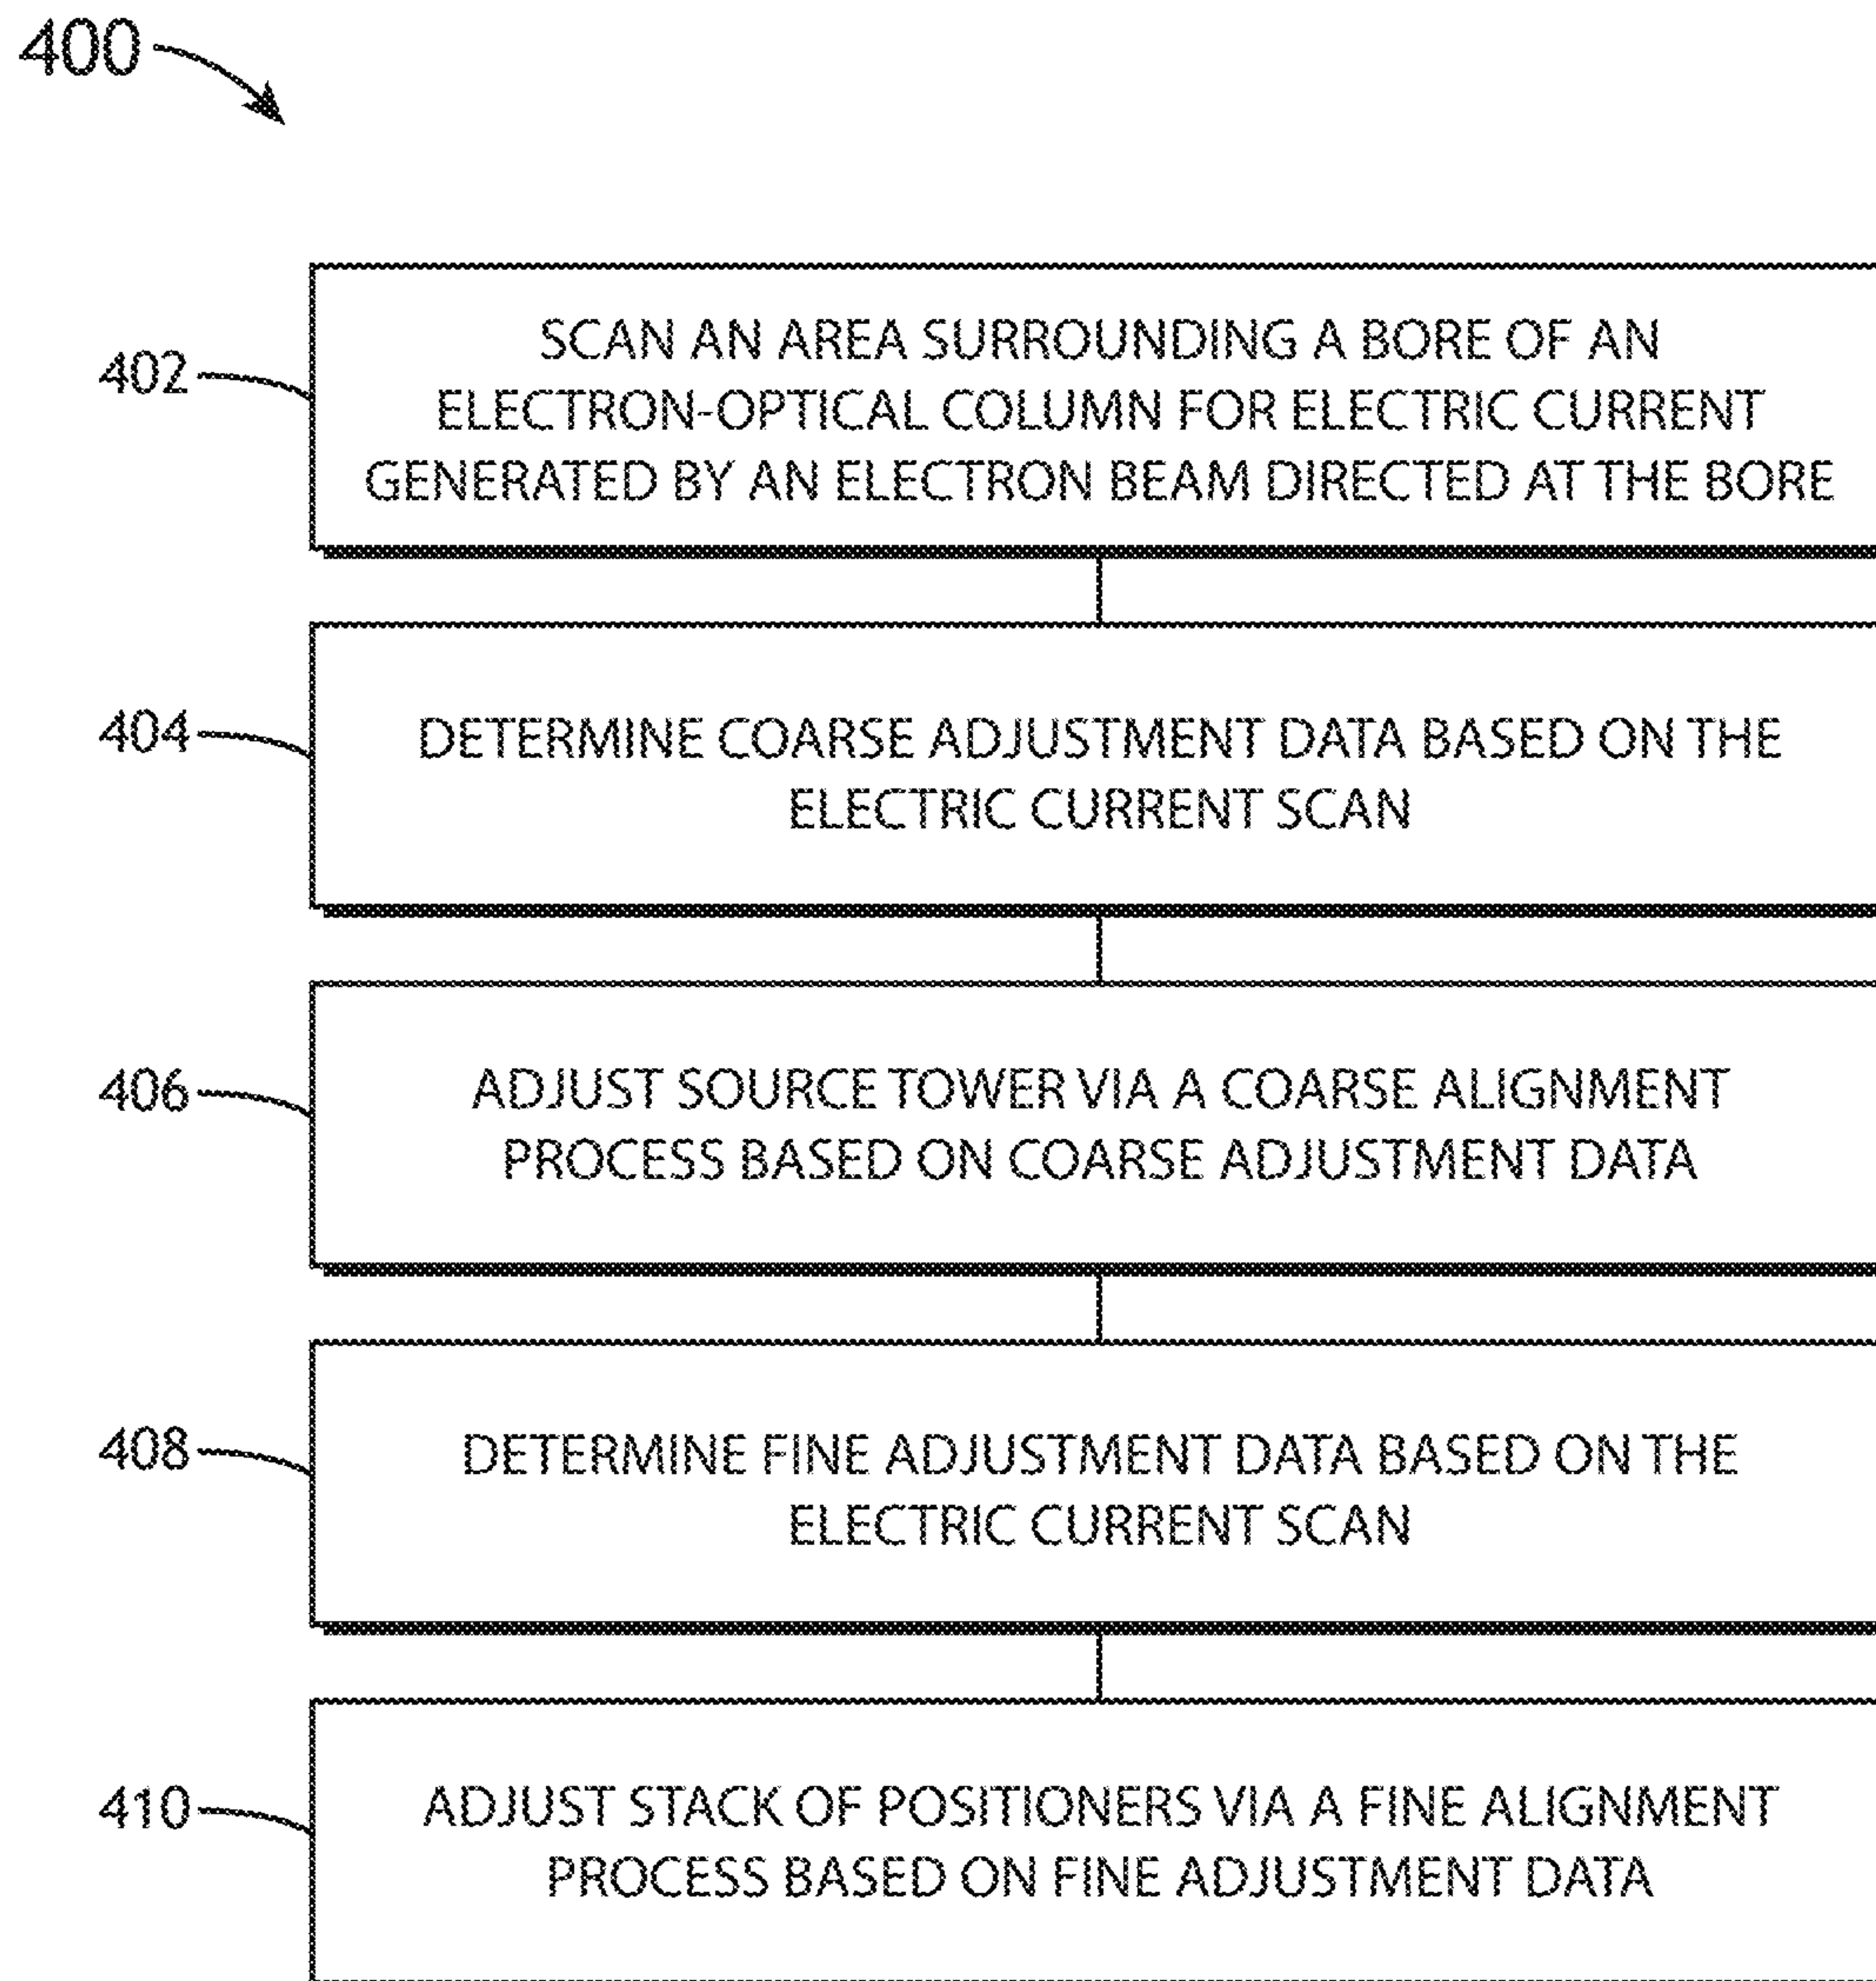 400
402
SCAN AN AREA SURROUNDING A BORE OF AN
ELECTRON-OPTICAL COLUMN FOR ELECTRIC CURRENT
GENERATED BY AN ELECTRON BEAM DIRECTED AT THE BORE
404
DETERMINE COARSE ADJUSTMENT DATA BASED ON THE
ELECTRIC CURRENT SCAN
406
ADJUST SOURCE TOWER VIA A COARSE ALIGNMENT
PROCESS BASED ON COARSE ADJUSTMENT DATA
408
DETERMINE FINE ADJUSTMENT DATA BASED ON THE
ELECTRIC CURRENT SCAN
410
ADJUST STACK OF POSITIONERS VIA A FINE ALIGNMENT
PROCESS BASED ON FINE ADJUSTMENT DATA